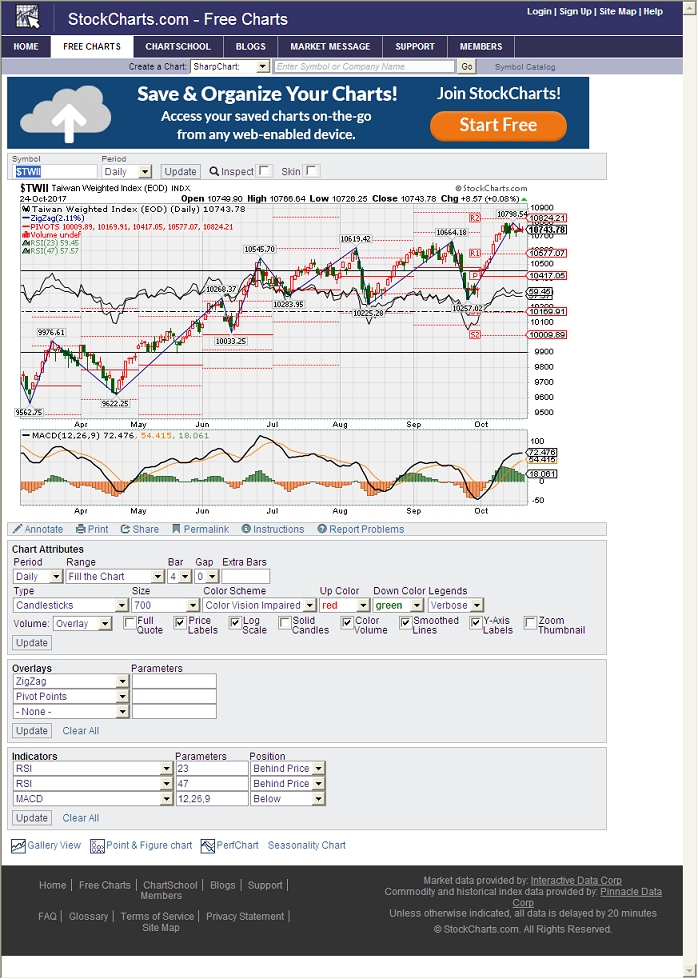 StockCharts.com - Free Charts
Login | Sign Up | Site Map | Help
HOME FREE CHARTS CHARTSCHOOL BLOGS MARKET MESSAGE SUPPORT MEMBERS
Create a Chart: SharpChart: Enter Symbol or Company Name Go Symbol Catalog
Save & Organize Your Charts! Join StockCharts!
Access your saved charts on-the-go
from any web-enabled device.
Start Free
Symbol Period
$TWII Daily Update Inspect Skin
$TWII Taiwan Weighted Index (EOD) INDX © StockCharts.com
24-Oct-2017 Open 10749.90 High 10766.64 Low 10726.25 Close 10743.78 Chg +8.57 (+0.08%)
Taiwan Weighted Index (EOD) (Daily) 10743.78
ZigZag(2.11%)
PIVOTS 10009.89, 10169.91, 10417.05, 10577.07, 10824.21
Volume undef
RSI(23) 59.45
RSI(47) 57.57
10798.54
10664.18
10619.42
10545.70
10268.37
10283.95
10257.02
10225.28
10033.25
9976.61
9622.25
9562.75
R2
R1
P
S2
10900
10824.21
10743.78
10577.07
10500
10417.05
59.45
10169.91
10100
10009.89
9900
9800
9700
9600
9500
Apr May Jun Jul Aug Sep Oct
MACD(12,26,9) 72.476, 54.415, 18.061
100
72.476
54.415
18.061
-50
Apr May Jun Jul Aug Sep Oct
Annotate Print Share Permalink Instructions Report Problems
Chart Attributes
Period Range Bar Gap Extra Bars
Daily Fill the Chart 4 0
Type Size Color Scheme Up Color Down Color Legends
Candlesticks 700 Color Vision Impaired red green Verbose
Volume: Overlay Full Quote Price Labels Log Scale Solid Candles Color Volume Smoothed Lines Y-Axis Labels Zoom Thumbnail
Update
Overlays Parameters
ZigZag
Pivot Points
- None -
Update Clear All
Indicators Parameters Position
RSI 23 Behind Price
RSI 47 Behind Price
MACD 12,26,9 Below
Update Clear All
Gallery View Point & Figure chart PerfChart Seasonality Chart
Home | Free Charts | ChartSchool | Blogs | Support |
Members
FAQ | Glossary | Terms of Service | Privacy Statement |
Site Map
Market data provided by: Interactive Data Corp
Commodity and historical index data provided by: Pinnacle Data
Corp
Unless otherwise indicated, all data is delayed by 20 minutes
© StockCharts.com. All Rights Reserved.